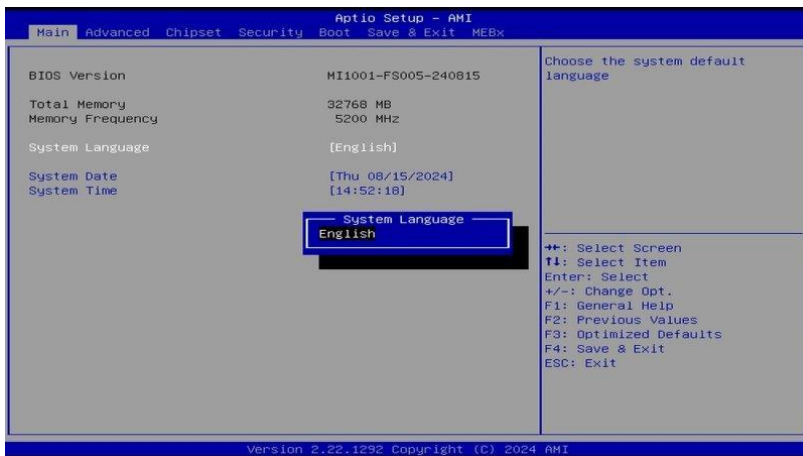 Aptio Setup – AMI
Main Advanced Chipset Security Boot Save & Exit MEBx
BIOS Version MI1001-FS005-240815
Total Memory 32768 MB
Memory Frequency 5200 MHz
System Language [English]
System Date [Thu 08/15/2024]
System Time [14:52:18]
System Language
English
Choose the system default
language
→←: Select Screen
↑↓: Select Item
Enter: Select
+/-: Change Opt.
F1: General Help
F2: Previous Values
F3: Optimized Defaults
F4: Save & Exit
ESC: Exit
Version 2.22.1292 Copyright (C) 2024 AMI